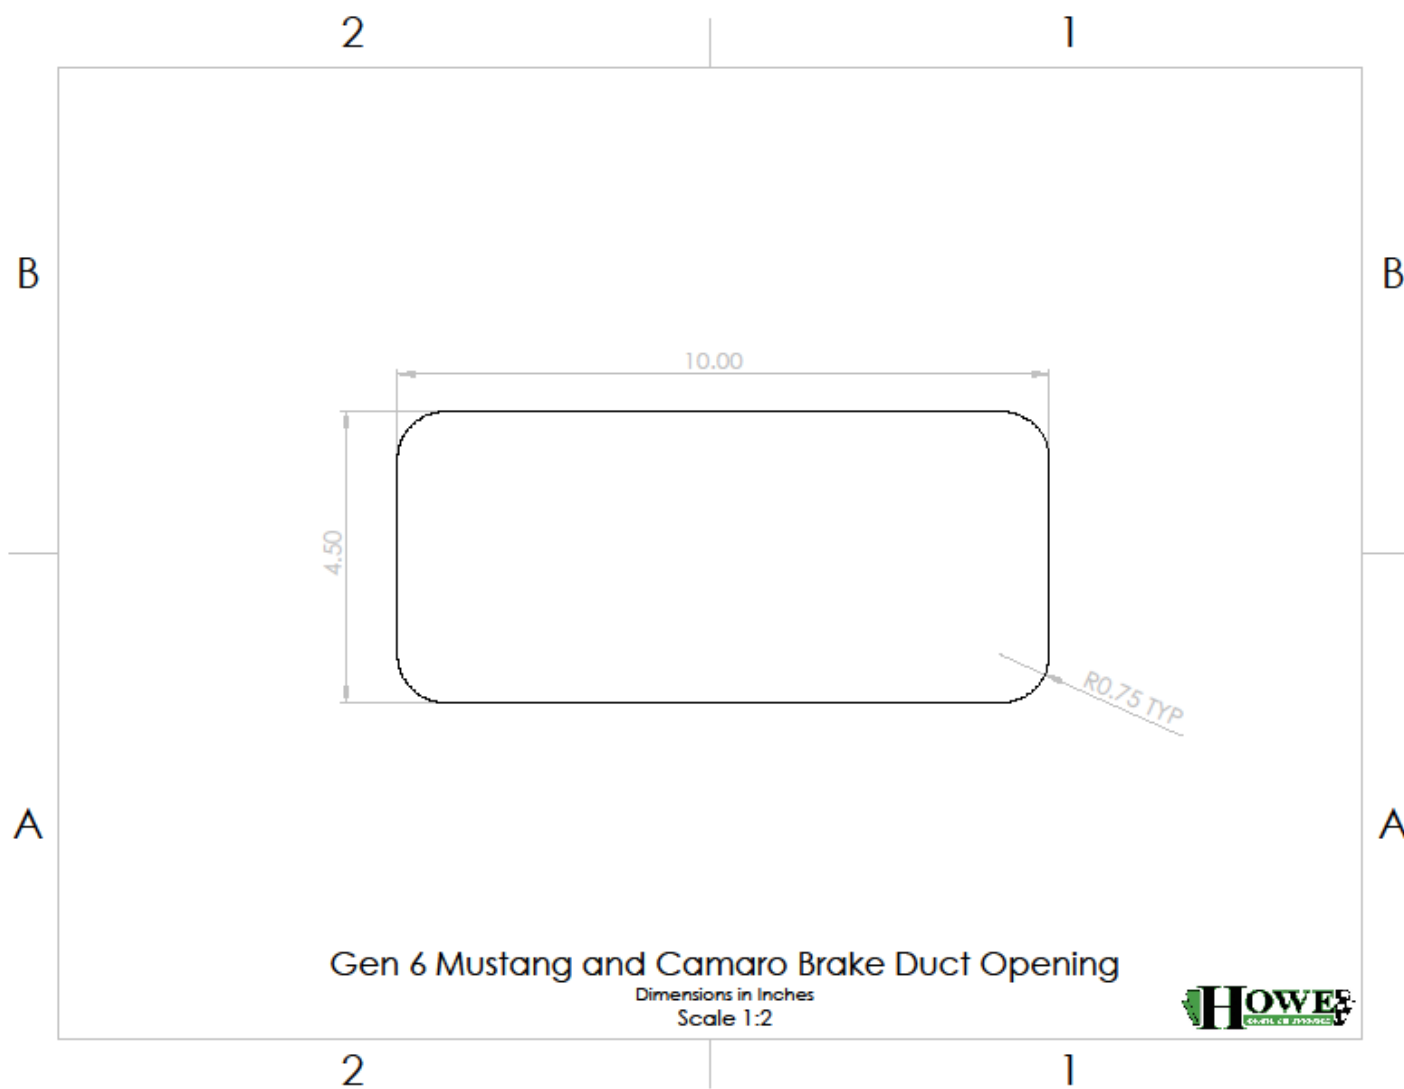 2 1
B B
10.00
4.50
R0.75 TYP
A A
Gen 6 Mustang and Camaro Brake Duct Opening
Dimensions in Inches
Scale 1:2
HOWE
2 1